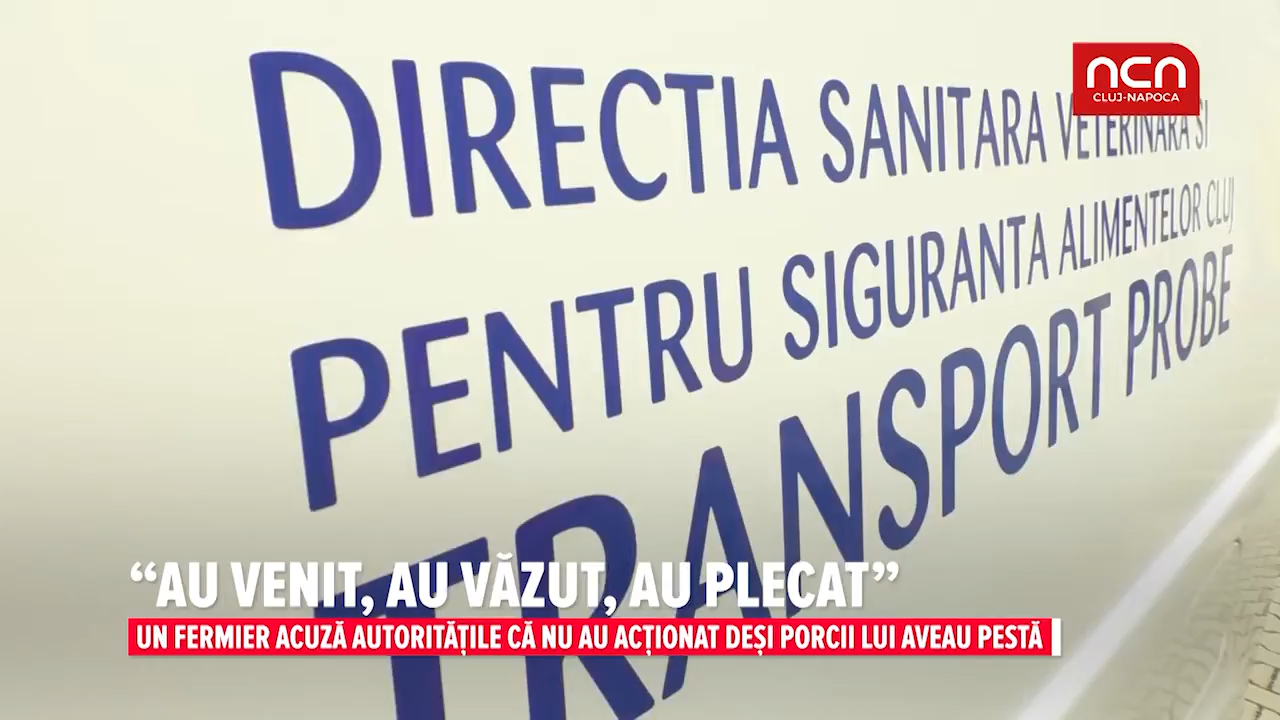 ncn
CLUJ-NAPOCA
DIRECTIA SANITARA VETERINARA SI
PENTRU SIGURANTA ALIMENTELOR CLUJ
TRANSPORT PROBE
“AU VENIT, AU VĂZUT, AU PLECAT”
UN FERMIER ACUZĂ AUTORITĂȚILE CĂ NU AU ACȚIONAT DEȘI PORCII LUI AVEAU PESTĂ